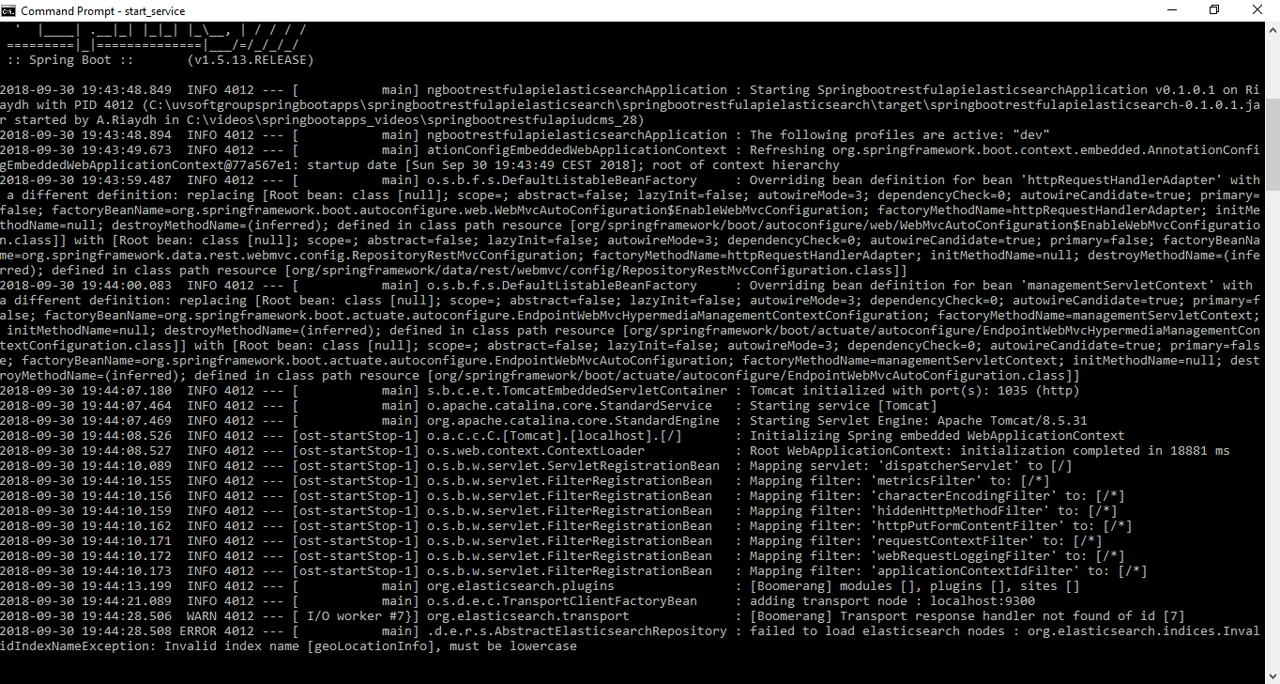 Command Prompt - start_service
'  |____| .__|_| |_|_| |_\__, | / / / /
=========|_|==============|___/=/_/_/_/
:: Spring Boot ::       (v1.5.13.RELEASE)
2018-09-30 19:43:48.849  INFO 4012 --- [           main] ngbootrestfulapielasticsearchApplication : Starting SpringbootrestfulapielasticsearchApplication v0.1.0.1 on Ri
aydh with PID 4012 (C:\uvsoftgroupspringbootapps\springbootrestfulapielasticsearch\springbootrestfulapielasticsearch\target\springbootrestfulapielasticsearch-0.1.0.1.ja
r started by A.Riaydh in C:\videos\springbootapps_videos\springbootrestfulapiudcms_28)
2018-09-30 19:43:48.894  INFO 4012 --- [           main] ngbootrestfulapielasticsearchApplication : The following profiles are active: "dev"
2018-09-30 19:43:49.673  INFO 4012 --- [           main] ationConfigEmbeddedWebApplicationContext : Refreshing org.springframework.boot.context.embedded.AnnotationConfi
gEmbeddedWebApplicationContext@77a567e1: startup date [Sun Sep 30 19:43:49 CEST 2018]; root of context hierarchy
2018-09-30 19:43:59.487  INFO 4012 --- [           main] o.s.b.f.s.DefaultListableBeanFactory     : Overriding bean definition for bean 'httpRequestHandlerAdapter' with
a different definition: replacing [Root bean: class [null]; scope=; abstract=false; lazyInit=false; autowireMode=3; dependencyCheck=0; autowireCandidate=true; primary=
false; factoryBeanName=org.springframework.boot.autoconfigure.web.WebMvcAutoConfiguration$EnableWebMvcConfiguration; factoryMethodName=httpRequestHandlerAdapter; initMe
thodName=null; destroyMethodName=(inferred); defined in class path resource [org/springframework/boot/autoconfigure/web/WebMvcAutoConfiguration$EnableWebMvcConfiguratio
n.class]] with [Root bean: class [null]; scope=; abstract=false; lazyInit=false; autowireMode=3; dependencyCheck=0; autowireCandidate=true; primary=false; factoryBeanNa
me=org.springframework.data.rest.webmvc.config.RepositoryRestMvcConfiguration; factoryMethodName=httpRequestHandlerAdapter; initMethodName=null; destroyMethodName=(infe
rred); defined in class path resource [org/springframework/data/rest/webmvc/config/RepositoryRestMvcConfiguration.class]]
2018-09-30 19:44:00.083  INFO 4012 --- [           main] o.s.b.f.s.DefaultListableBeanFactory     : Overriding bean definition for bean 'managementServletContext' with
a different definition: replacing [Root bean: class [null]; scope=; abstract=false; lazyInit=false; autowireMode=3; dependencyCheck=0; autowireCandidate=true; primary=f
alse; factoryBeanName=org.springframework.boot.actuate.autoconfigure.EndpointWebMvcHypermediaManagementContextConfiguration; factoryMethodName=managementServletContext;
initMethodName=null; destroyMethodName=(inferred); defined in class path resource [org/springframework/boot/actuate/autoconfigure/EndpointWebMvcHypermediaManagementCon
textConfiguration.class]] with [Root bean: class [null]; scope=; abstract=false; lazyInit=false; autowireMode=3; dependencyCheck=0; autowireCandidate=true; primary=fals
e; factoryBeanName=org.springframework.boot.actuate.autoconfigure.EndpointWebMvcAutoConfiguration; factoryMethodName=managementServletContext; initMethodName=null; dest
royMethodName=(inferred); defined in class path resource [org/springframework/boot/actuate/autoconfigure/EndpointWebMvcAutoConfiguration.class]]
2018-09-30 19:44:07.180  INFO 4012 --- [           main] s.b.c.e.t.TomcatEmbeddedServletContainer : Tomcat initialized with port(s): 1035 (http)
2018-09-30 19:44:07.464  INFO 4012 --- [           main] o.apache.catalina.core.StandardService   : Starting service [Tomcat]
2018-09-30 19:44:07.469  INFO 4012 --- [           main] org.apache.catalina.core.StandardEngine  : Starting Servlet Engine: Apache Tomcat/8.5.31
2018-09-30 19:44:08.526  INFO 4012 --- [ost-startStop-1] o.a.c.c.C.[Tomcat].[localhost].[/]       : Initializing Spring embedded WebApplicationContext
2018-09-30 19:44:08.527  INFO 4012 --- [ost-startStop-1] o.s.web.context.ContextLoader            : Root WebApplicationContext: initialization completed in 18881 ms
2018-09-30 19:44:10.089  INFO 4012 --- [ost-startStop-1] o.s.b.w.servlet.ServletRegistrationBean  : Mapping servlet: 'dispatcherServlet' to [/]
2018-09-30 19:44:10.155  INFO 4012 --- [ost-startStop-1] o.s.b.w.servlet.FilterRegistrationBean   : Mapping filter: 'metricsFilter' to: [/*]
2018-09-30 19:44:10.156  INFO 4012 --- [ost-startStop-1] o.s.b.w.servlet.FilterRegistrationBean   : Mapping filter: 'characterEncodingFilter' to: [/*]
2018-09-30 19:44:10.159  INFO 4012 --- [ost-startStop-1] o.s.b.w.servlet.FilterRegistrationBean   : Mapping filter: 'hiddenHttpMethodFilter' to: [/*]
2018-09-30 19:44:10.162  INFO 4012 --- [ost-startStop-1] o.s.b.w.servlet.FilterRegistrationBean   : Mapping filter: 'httpPutFormContentFilter' to: [/*]
2018-09-30 19:44:10.171  INFO 4012 --- [ost-startStop-1] o.s.b.w.servlet.FilterRegistrationBean   : Mapping filter: 'requestContextFilter' to: [/*]
2018-09-30 19:44:10.172  INFO 4012 --- [ost-startStop-1] o.s.b.w.servlet.FilterRegistrationBean   : Mapping filter: 'webRequestLoggingFilter' to: [/*]
2018-09-30 19:44:10.173  INFO 4012 --- [ost-startStop-1] o.s.b.w.servlet.FilterRegistrationBean   : Mapping filter: 'applicationContextIdFilter' to: [/*]
2018-09-30 19:44:13.199  INFO 4012 --- [           main] org.elasticsearch.plugins                : [Boomerang] modules [], plugins [], sites []
2018-09-30 19:44:21.089  INFO 4012 --- [           main] o.s.d.e.c.TransportClientFactoryBean     : adding transport node : localhost:9300
2018-09-30 19:44:28.506  WARN 4012 --- [ I/O worker #7}] org.elasticsearch.transport              : [Boomerang] Transport response handler not found of id [7]
2018-09-30 19:44:28.508 ERROR 4012 --- [           main] .d.e.r.s.AbstractElasticsearchRepository : failed to load elasticsearch nodes : org.elasticsearch.indices.Inval
idIndexNameException: Invalid index name [geoLocationInfo], must be lowercase